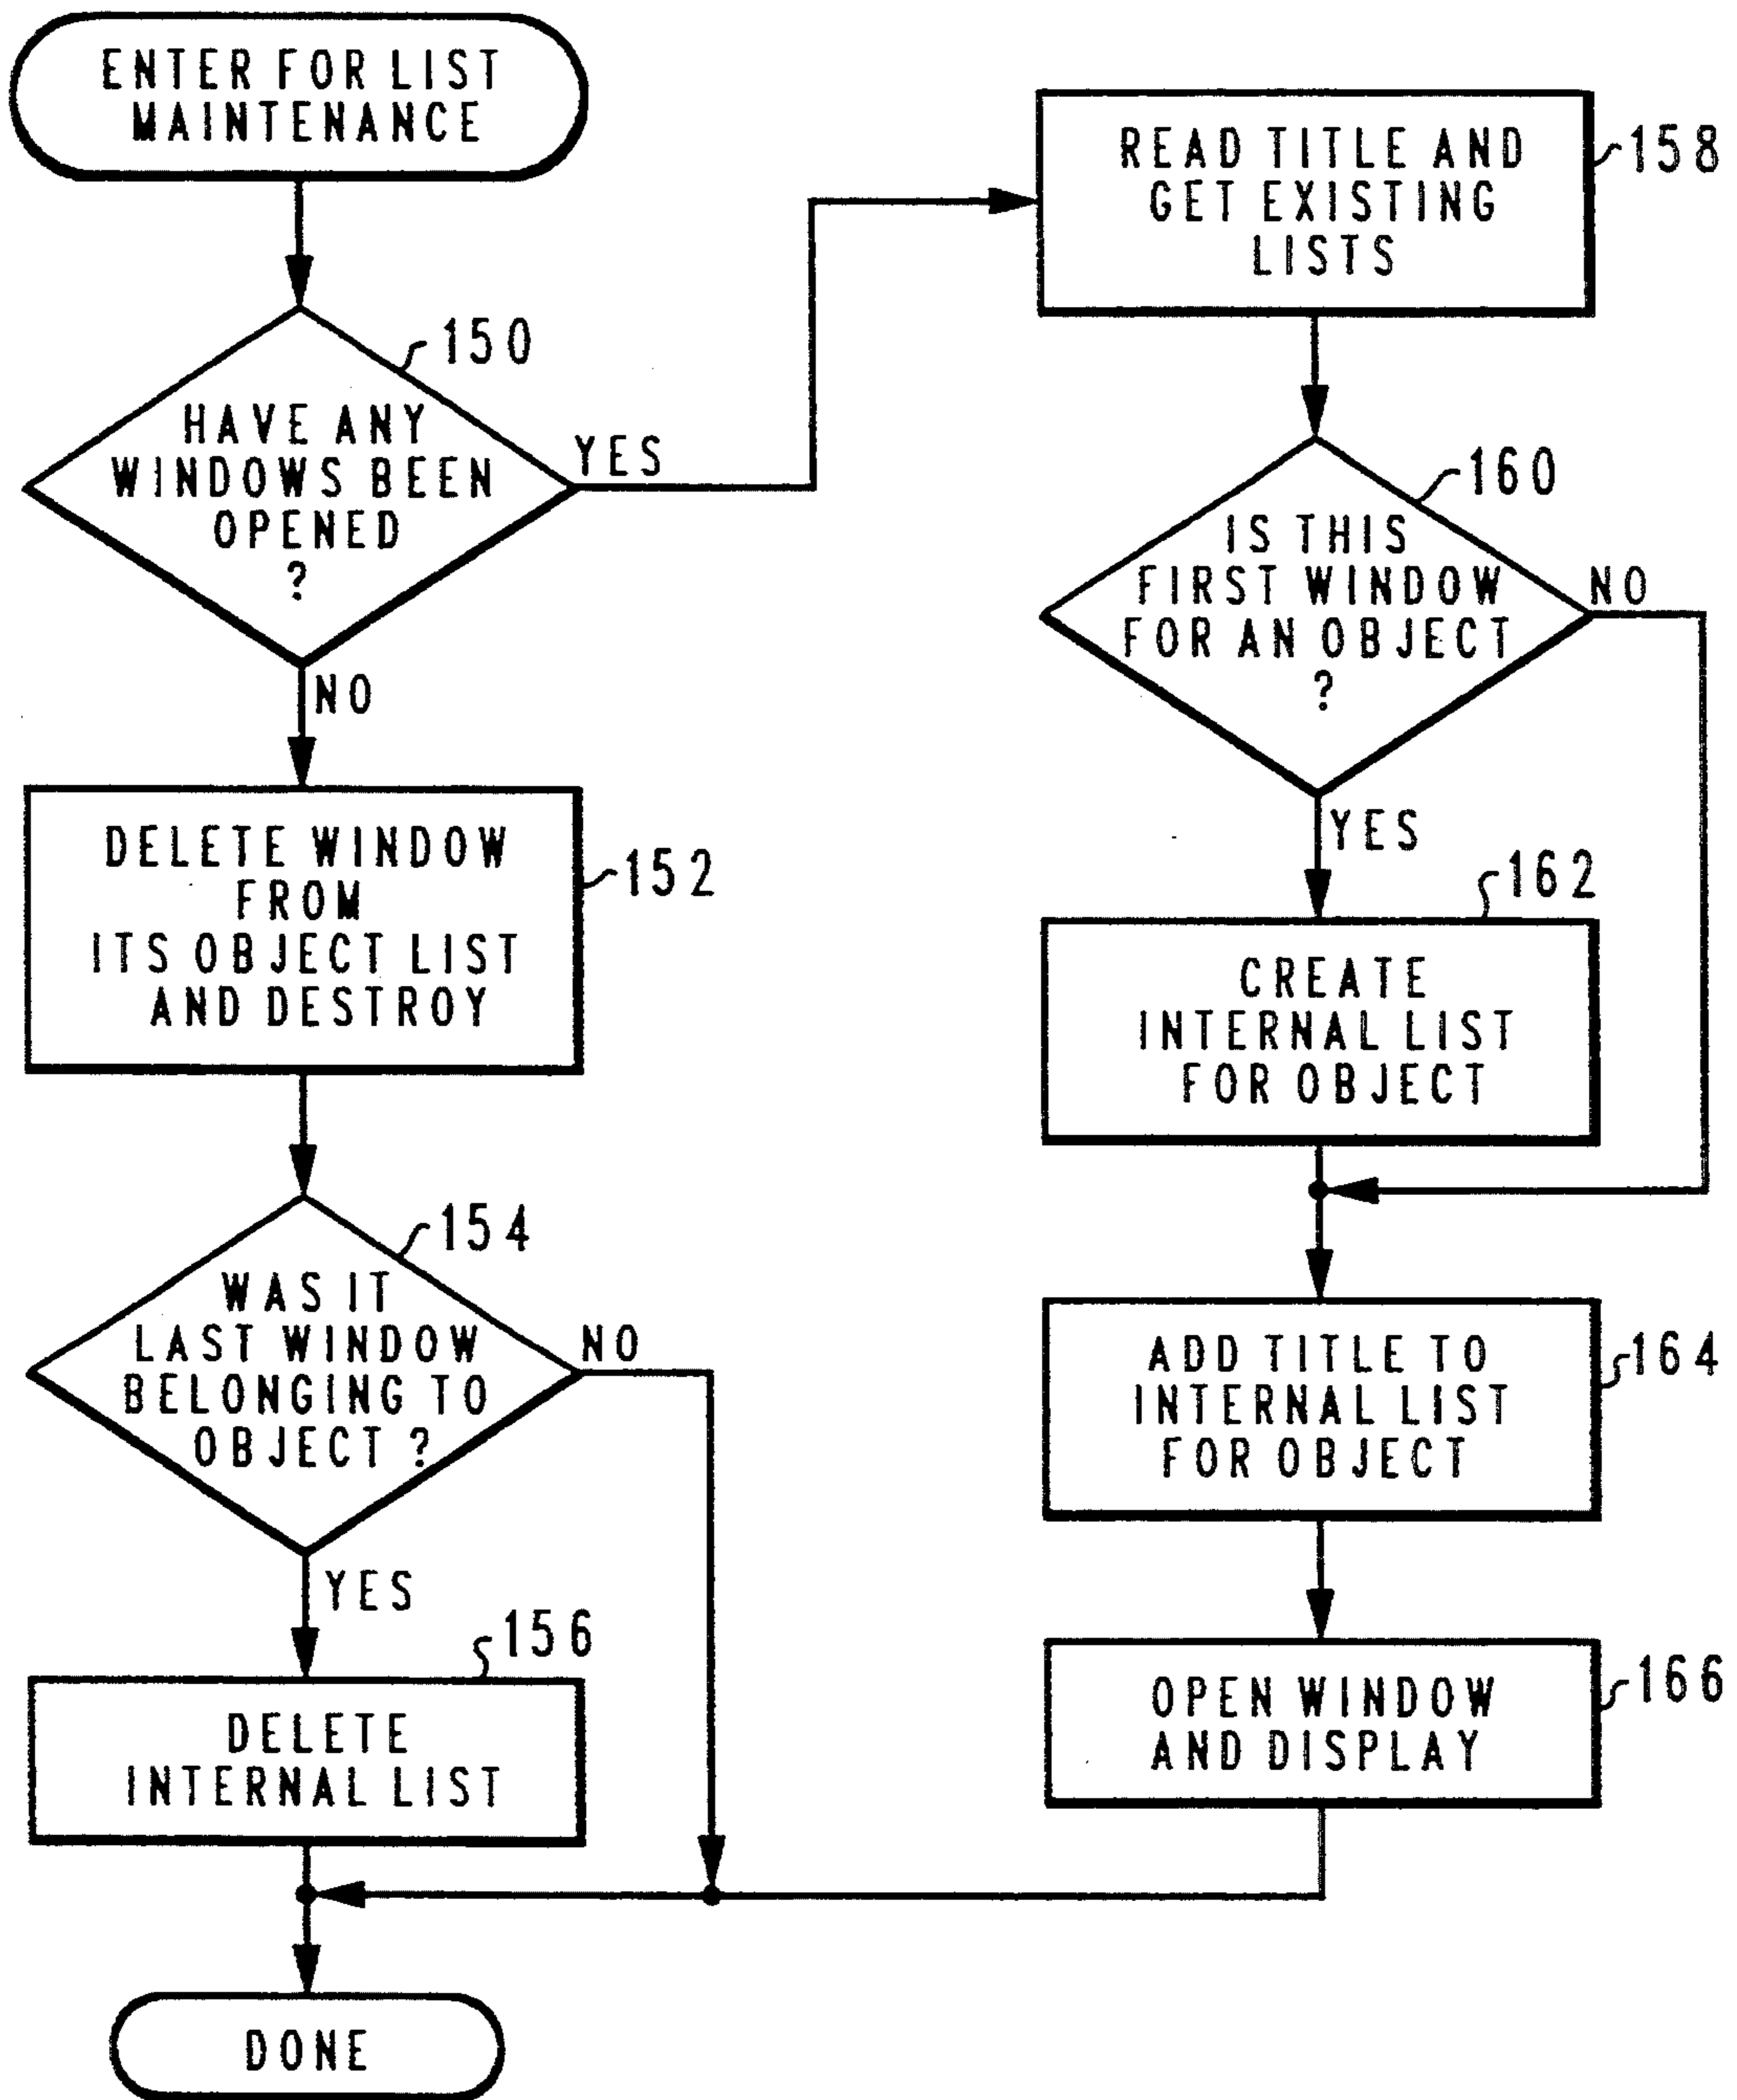 ENTER FOR LIST
MAINTENANCE
150
HAVE ANY
WINDOWS BEEN
OPENED
?
YES
NO
DELETE WINDOW
FROM
ITS OBJECT LIST
AND DESTROY
152
154
WAS IT
LAST WINDOW
BELONGING TO
OBJECT ?
NO
YES
156
DELETE
INTERNAL LIST
DONE
READ TITLE AND
GET EXISTING
LISTS
158
160
IS THIS
FIRST WINDOW
FOR AN OBJECT
?
NO
YES
162
CREATE
INTERNAL LIST
FOR OBJECT
ADD TITLE TO
INTERNAL LIST
FOR OBJECT
164
OPEN WINDOW
AND DISPLAY
166